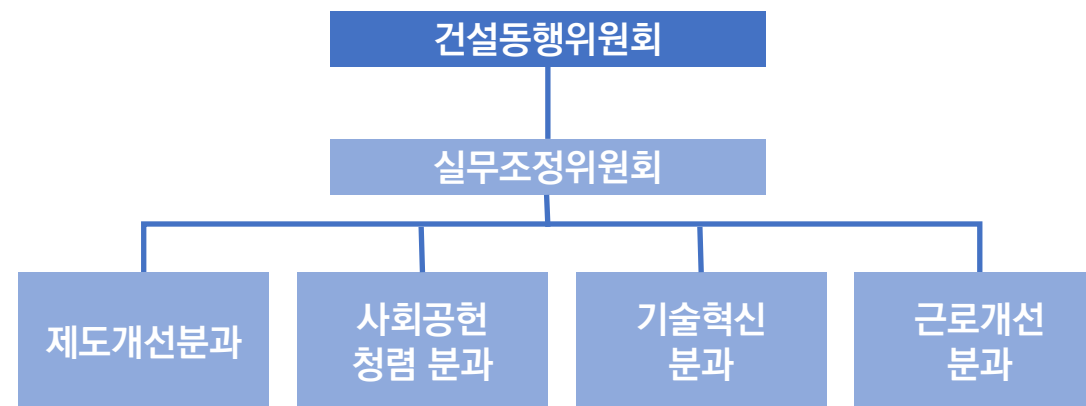 건설동행위원회
실무조정위원회
제도개선분과
사회공헌
청렴 분과
기술혁신
분과
근로개선
분과